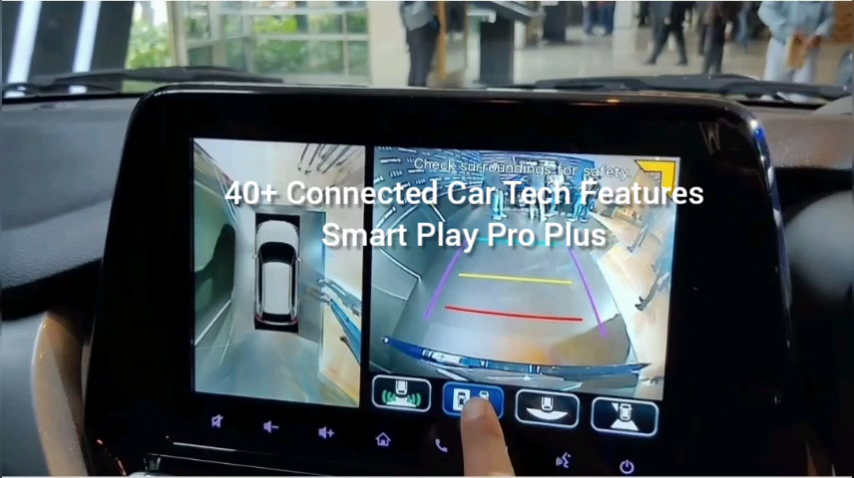 Check surroundings for safety.
40+ Connected Car Tech Features
Smart Play Pro Plus